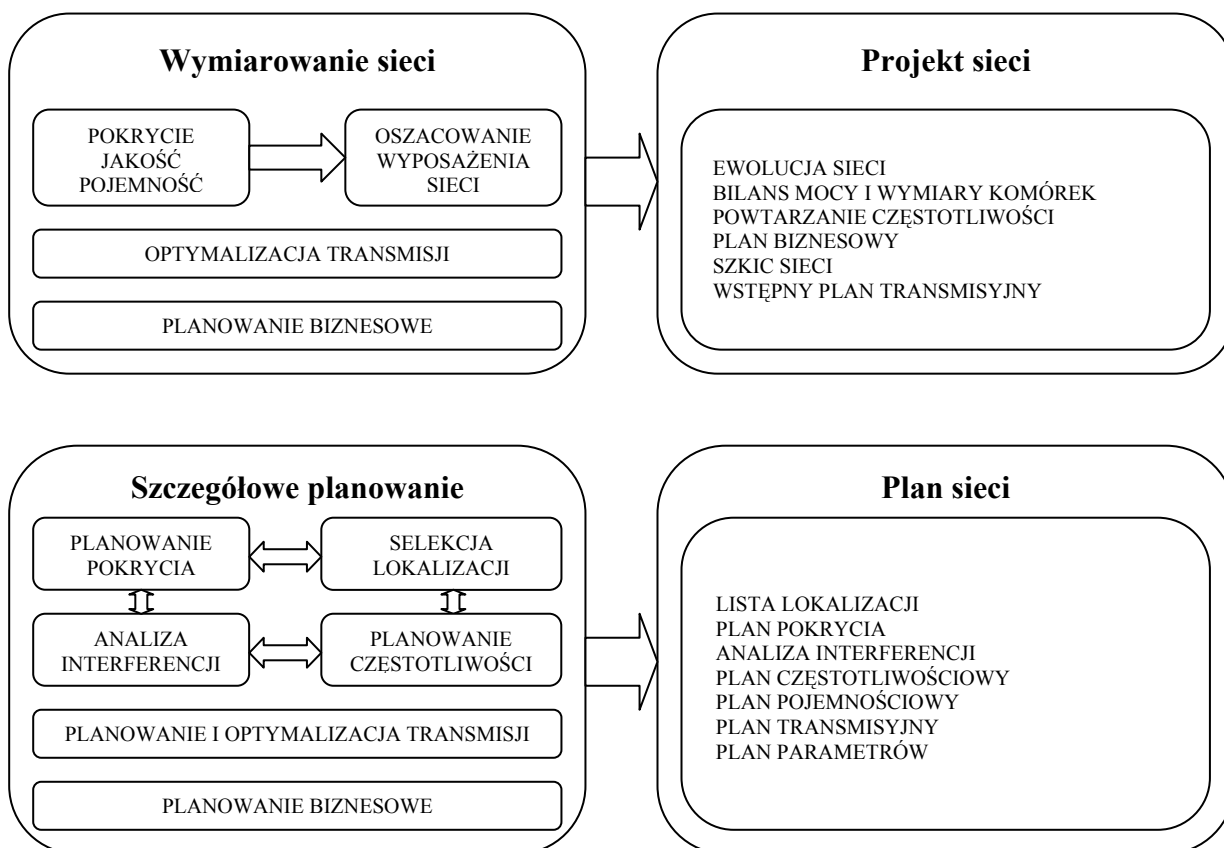 Wymiarowanie sieci
POKRYCIE
JAKOŚĆ
POJEMNOŚĆ
OSZACOWANIE
WYPOSAŻENIA
SIECI
OPTYMALIZACJA TRANSMISJI
PLANOWANIE BIZNESOWE
Projekt sieci
EWOLUCJA SIECI
BILANS MOCY I WYMIARY KOMÓREK
POWTARZANIE CZĘSTOTLIWOŚCI
PLAN BIZNESOWY
SZKIC SIECI
WSTĘPNY PLAN TRANSMISYJNY
Szczegółowe planowanie
PLANOWANIE
POKRYCIA
SELEKCJA
LOKALIZACJI
ANALIZA
INTERFERENCJI
PLANOWANIE
CZĘSTOTLIWOŚCI
PLANOWANIE I OPTYMALIZACJA TRANSMISJI
PLANOWANIE BIZNESOWE
Plan sieci
LISTA LOKALIZACJI
PLAN POKRYCIA
ANALIZA INTERFERENCJI
PLAN CZĘSTOTLIWOŚCIOWY
PLAN POJEMNOŚCIOWY
PLAN TRANSMISYJNY
PLAN PARAMETRÓW